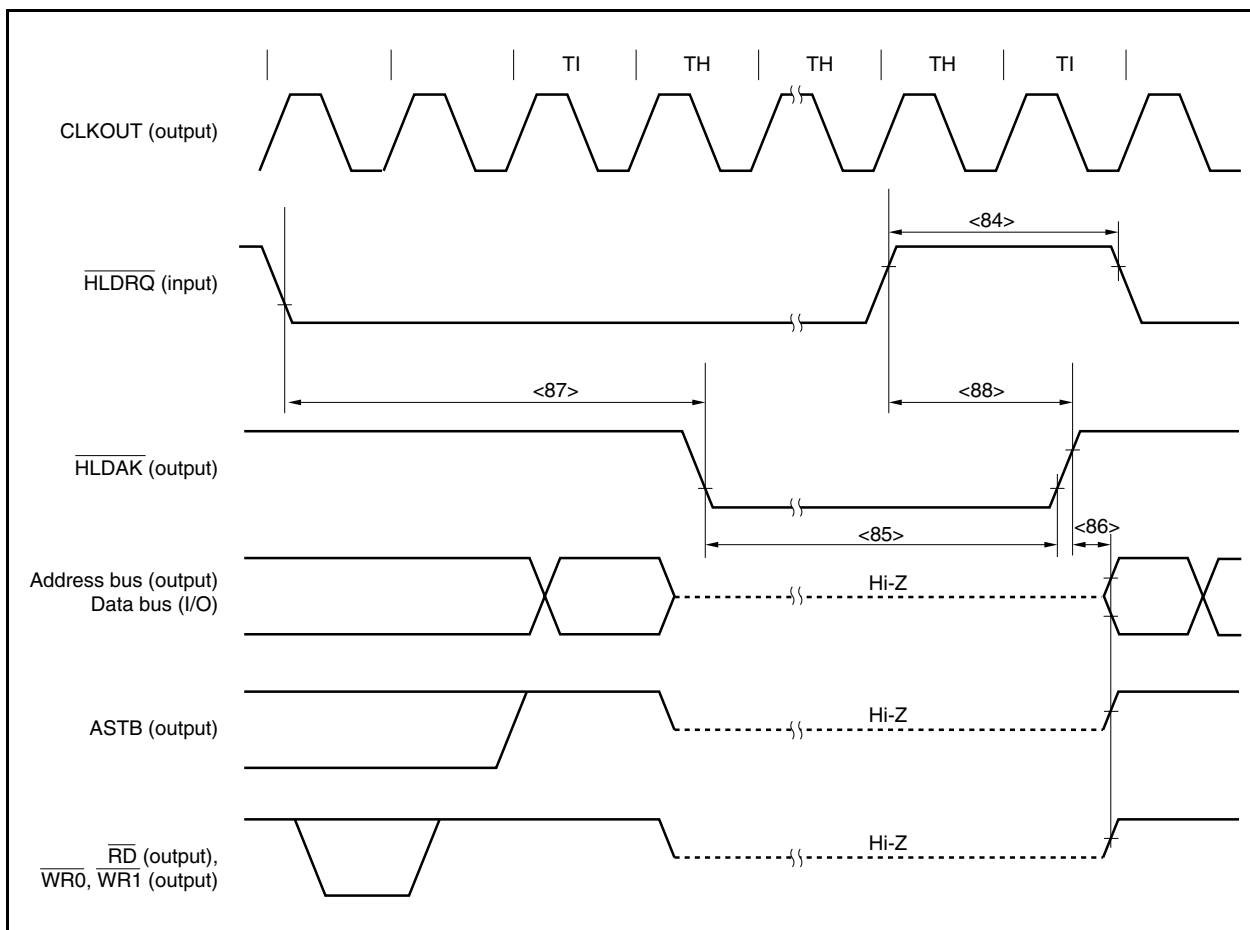 TI TH TH TH TI
CLKOUT (output)
<84>
HLDRQ (input)
<87> <88>
HLDAK (output)
<86>
<85>
Address bus (output)
Data bus (I/O)
Hi-Z
ASTB (output)
Hi-Z
RD (output),
WR0, WR1 (output)
Hi-Z